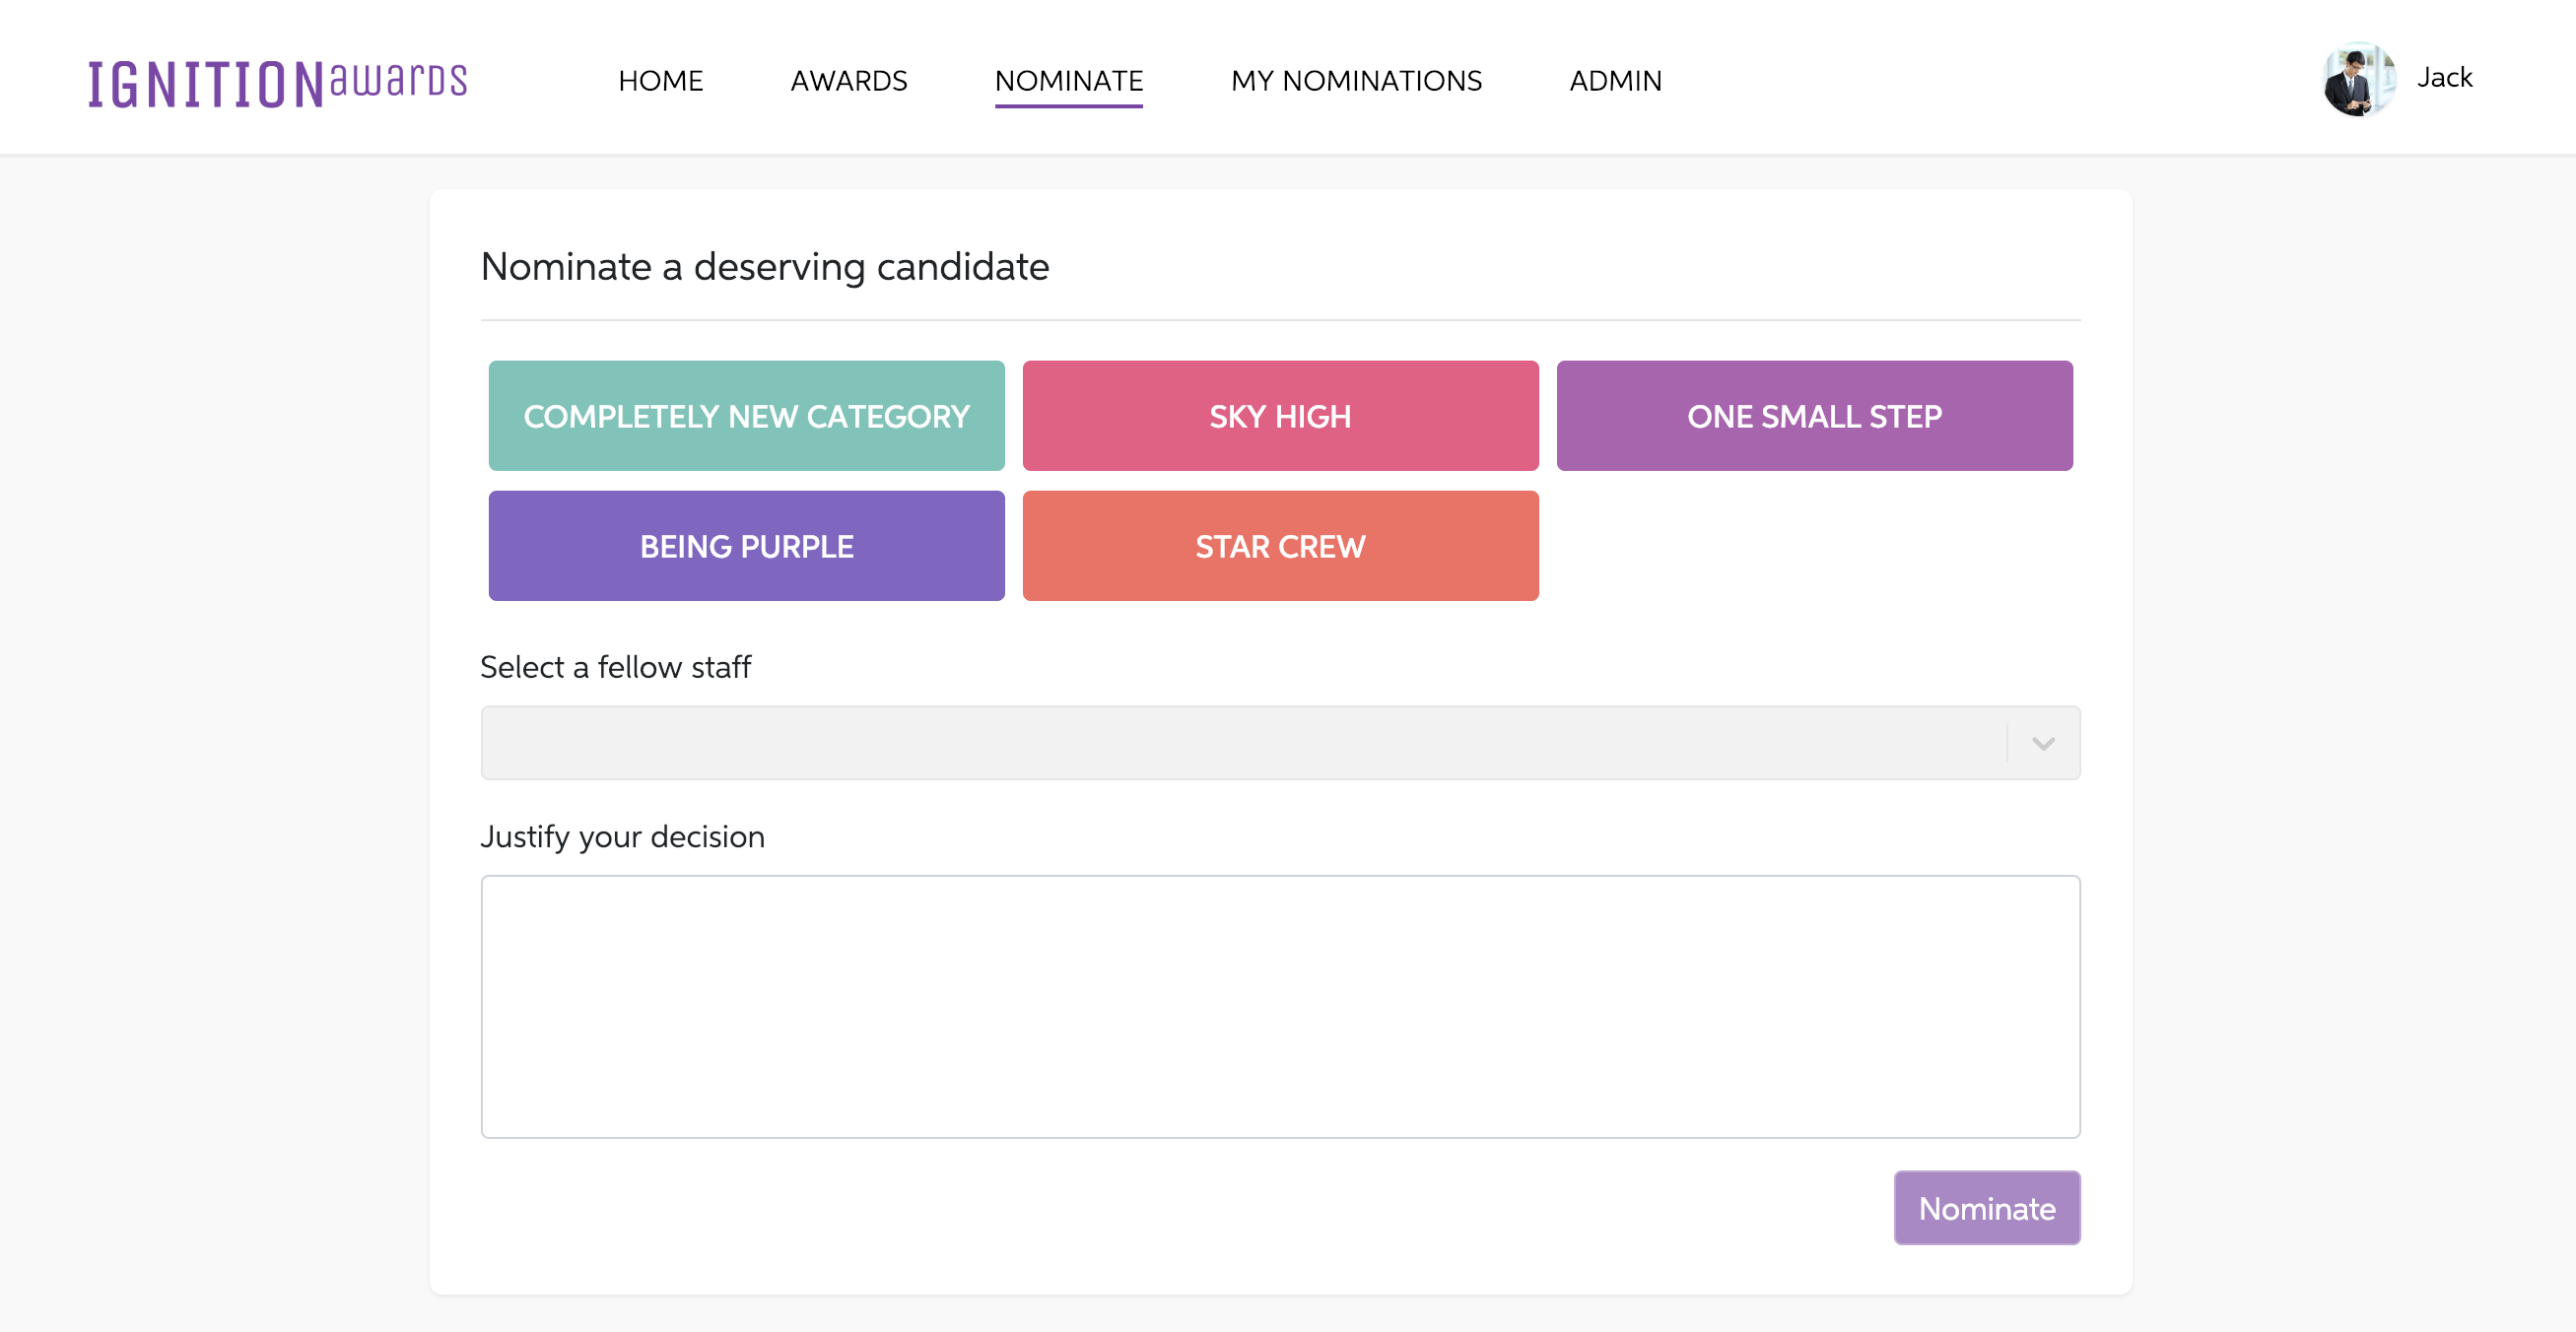 IGNITIONawards
HOME
AWARDS
NOMINATE
MY NOMINATIONS
ADMIN
Jack
Nominate a deserving candidate
COMPLETELY NEW CATEGORY
SKY HIGH
ONE SMALL STEP
BEING PURPLE
STAR CREW
Select a fellow staff
Justify your decision
Nominate